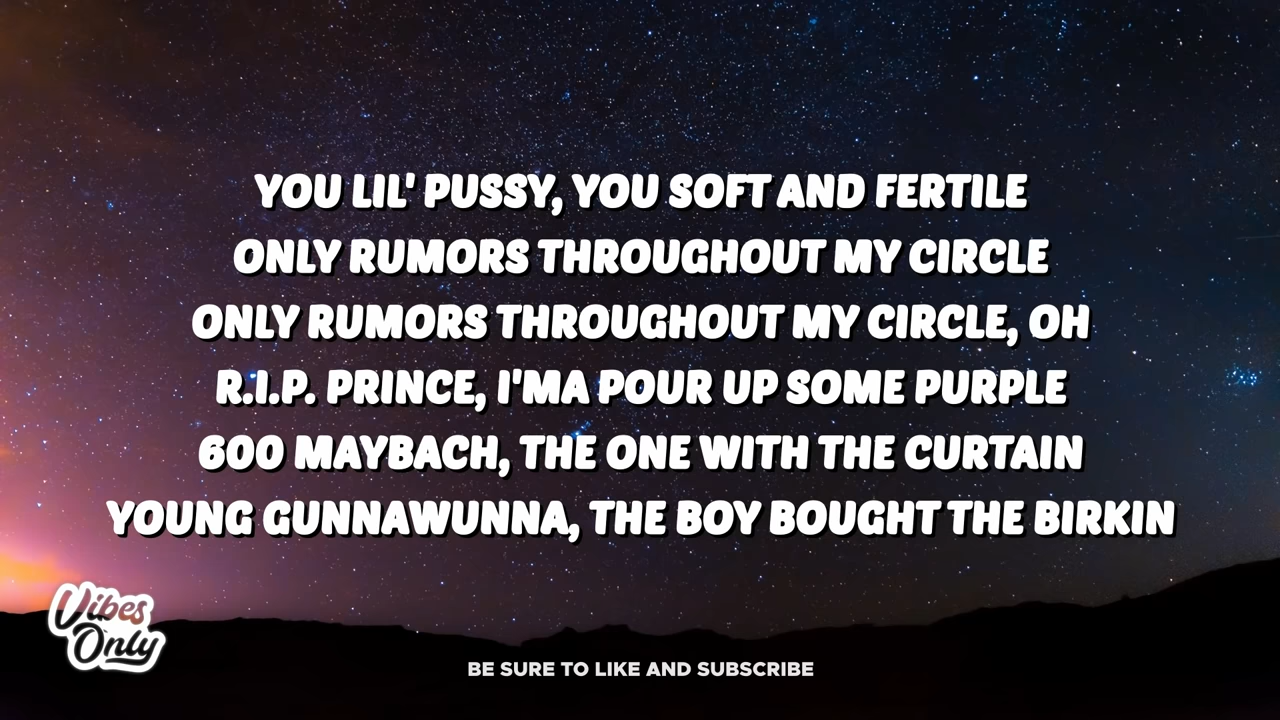 YOU LIL' PUSSY, YOU SOFT AND FERTILE
ONLY RUMORS THROUGHOUT MY CIRCLE
ONLY RUMORS THROUGHOUT MY CIRCLE, OH
R.I.P. PRINCE, I'MA POUR UP SOME PURPLE
600 MAYBACH, THE ONE WITH THE CURTAIN
YOUNG GUNNAWUNNA, THE BOY BOUGHT THE BIRKIN
Vibes
Only
BE SURE TO LIKE AND SUBSCRIBE